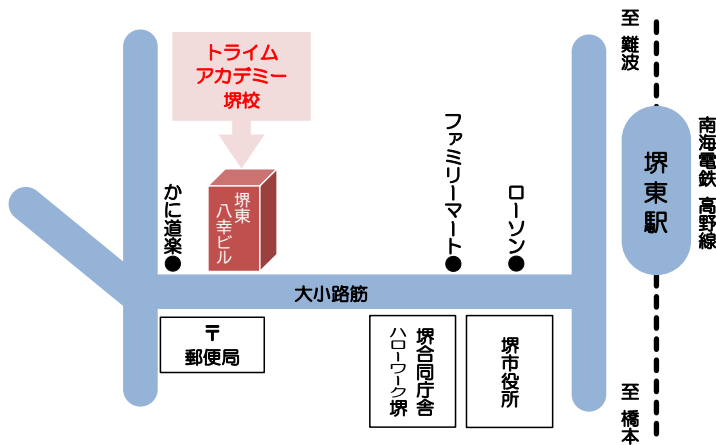 トライム
アカデミー
堺校
至 難波
南海電鉄 高野線
堺東駅
ファミリーマート
ローソン
かに道楽
堺東
八幸ビル
大小路筋
〒
郵便局
堺合同庁舎
ハローワーク堺
堺市役所
至 橋本